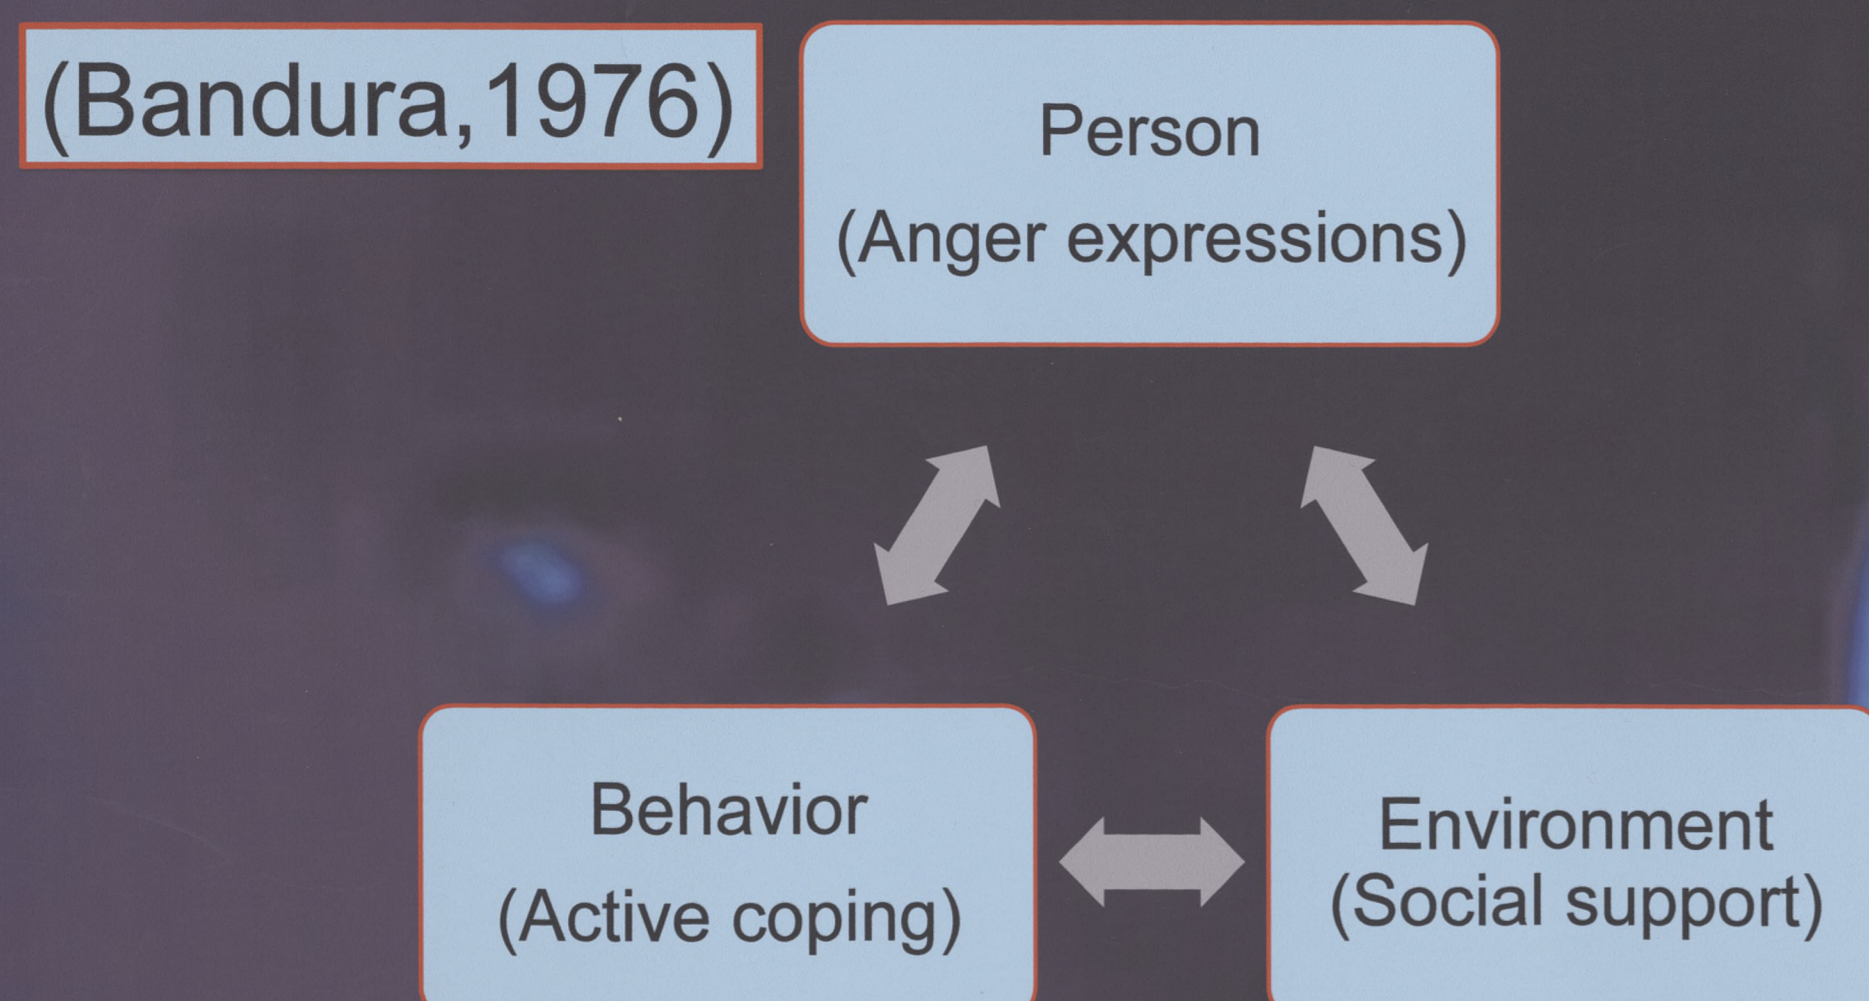 (Bandura,1976)
Person
(Anger expressions)
Behavior
(Active coping)
Environment
(Social support)